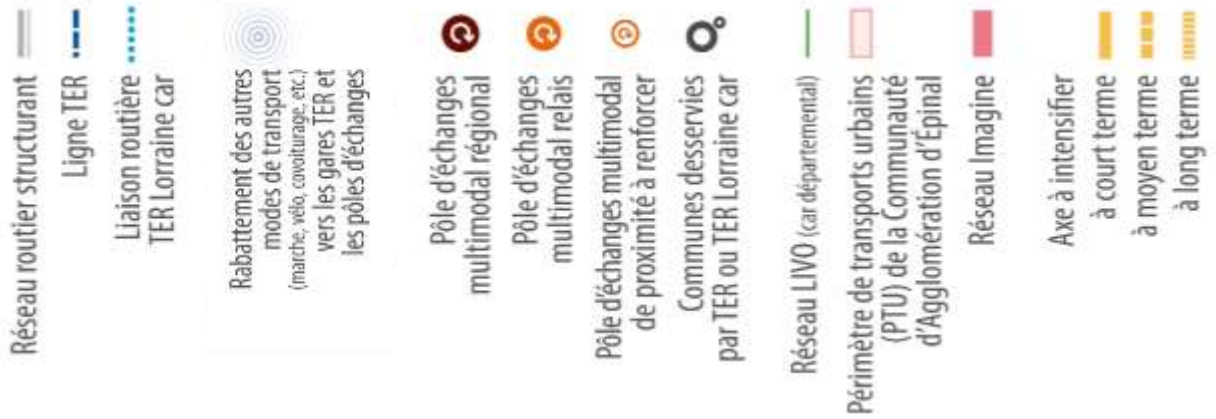 Réseau routier structurant
Ligne TER
Liaison routière
TER Lorraine car
Rabattement des autres
modes de transport
(marche, vélo, covoiturage, etc.)
vers les gares TER et
les pôles d'échanges
Pôle d'échanges
multimodal régional
Pôle d'échanges
multimodal relais
Pôle d'échanges multimodal
de proximité à renforcer
Communes desservies
par TER ou TER Lorraine car
Réseau LIVO (car départemental)
Périmètre de transports urbains
(PTU) de la Communauté
d'Agglomération d'Épinal
Réseau Imagine
Axe à intensifier
à court terme
à moyen terme
à long terme